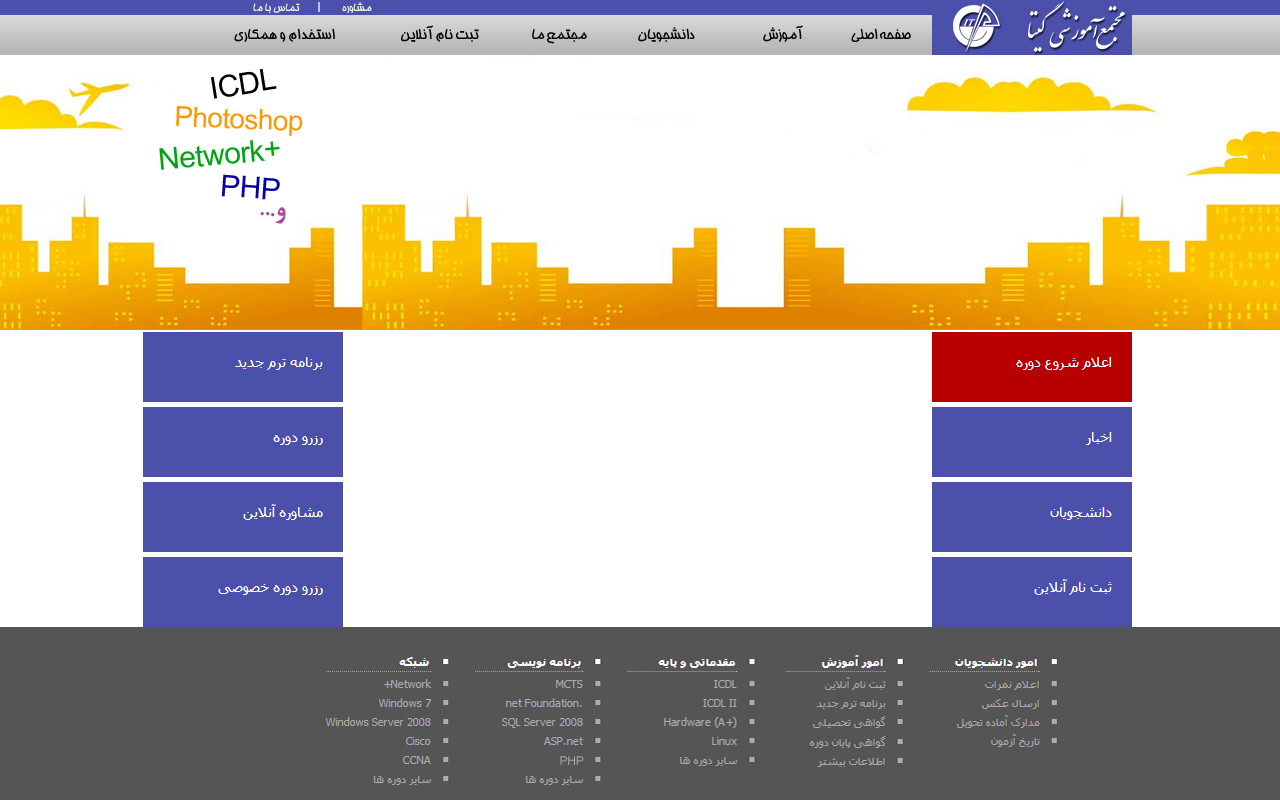 مشاوره | تماس با ما
مجتمع آموزشی گیتا
صفحه اصلی
آموزش
دانشجویان
مجتمع ما
ثبت نام آنلاین
استخدام و همکاری
ICDL
Photoshop
Network+
PHP
و...
اعلام شروع دوره
اخبار
دانشجویان
ثبت نام آنلاین
برنامه ترم جدید
رزرو دوره
مشاوره آنلاین
رزرو دوره خصوصی
امور دانشجویان
اعلام نمرات
ارسال عکس
مدارک آماده تحویل
تاریخ آزمون
امور آموزش
ثبت نام آنلاین
برنامه ترم جدید
گواهی تحصیلی
گواهی پایان دوره
اطلاعات بیشتر
مقدماتی و پایه
ICDL
ICDL II
Hardware (A+)
Linux
سایر دوره ها
برنامه نویسی
MCTS
net Foundation.
SQL Server 2008
ASP.net
PHP
سایر دوره ها
شبکه
+Network
Windows 7
Windows Server 2008
Cisco
CCNA
سایر دوره ها